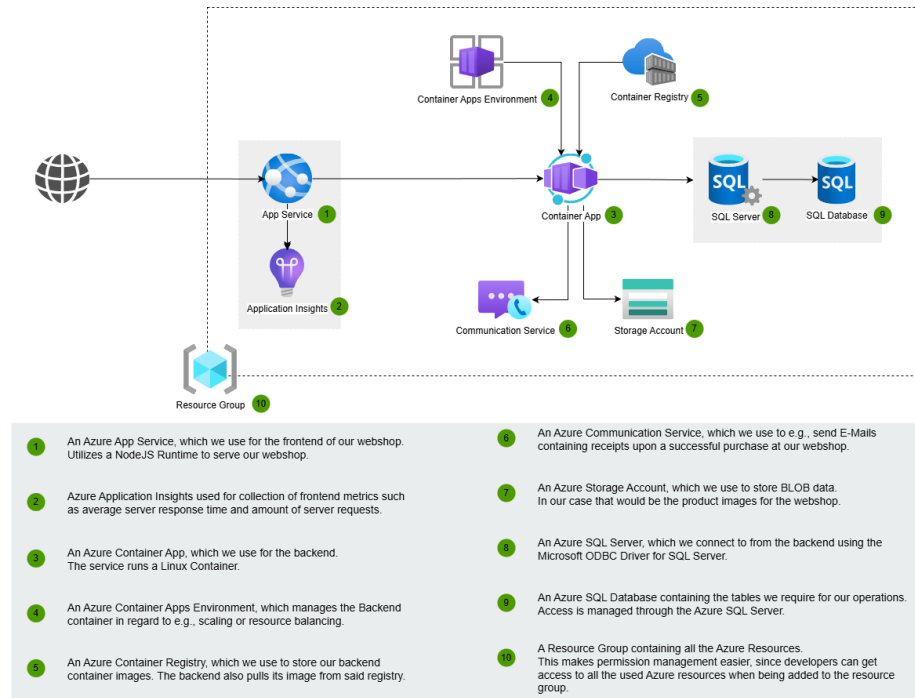 Container Apps Environment 4
Container Registry 5
App Service 1
Container App 3
SQL
SQL
SQL Server 8
SQL Database 9
Application Insights 2
Communication Service 6
Storage Account 7
Resource Group 10
1 An Azure App Service, which we use for the frontend of our webshop.
Utilizes a NodeJS Runtime to serve our webshop.
2 Azure Application Insights used for collection of frontend metrics such
as average server response time and amount of server requests.
3 An Azure Container App, which we use for the backend.
The service runs a Linux Container.
4 An Azure Container Apps Environment, which manages the Backend
container in regard to e.g., scaling or resource balancing.
5 An Azure Container Registry, which we use to store our backend
container images. The backend also pulls its image from said registry.
6 An Azure Communication Service, which we use to e.g., send E-Mails
containing receipts upon a successful purchase at our webshop.
7 An Azure Storage Account, which we use to store BLOB data.
In our case that would be the product images for the webshop.
8 An Azure SQL Server, which we connect to from the backend using the
Microsoft ODBC Driver for SQL Server.
9 An Azure SQL Database containing the tables we require for our operations.
Access is managed through the Azure SQL Server.
10 A Resource Group containing all the Azure Resources.
This makes permission management easier, since developers can get
access to all the used Azure resources when being added to the resource
group.